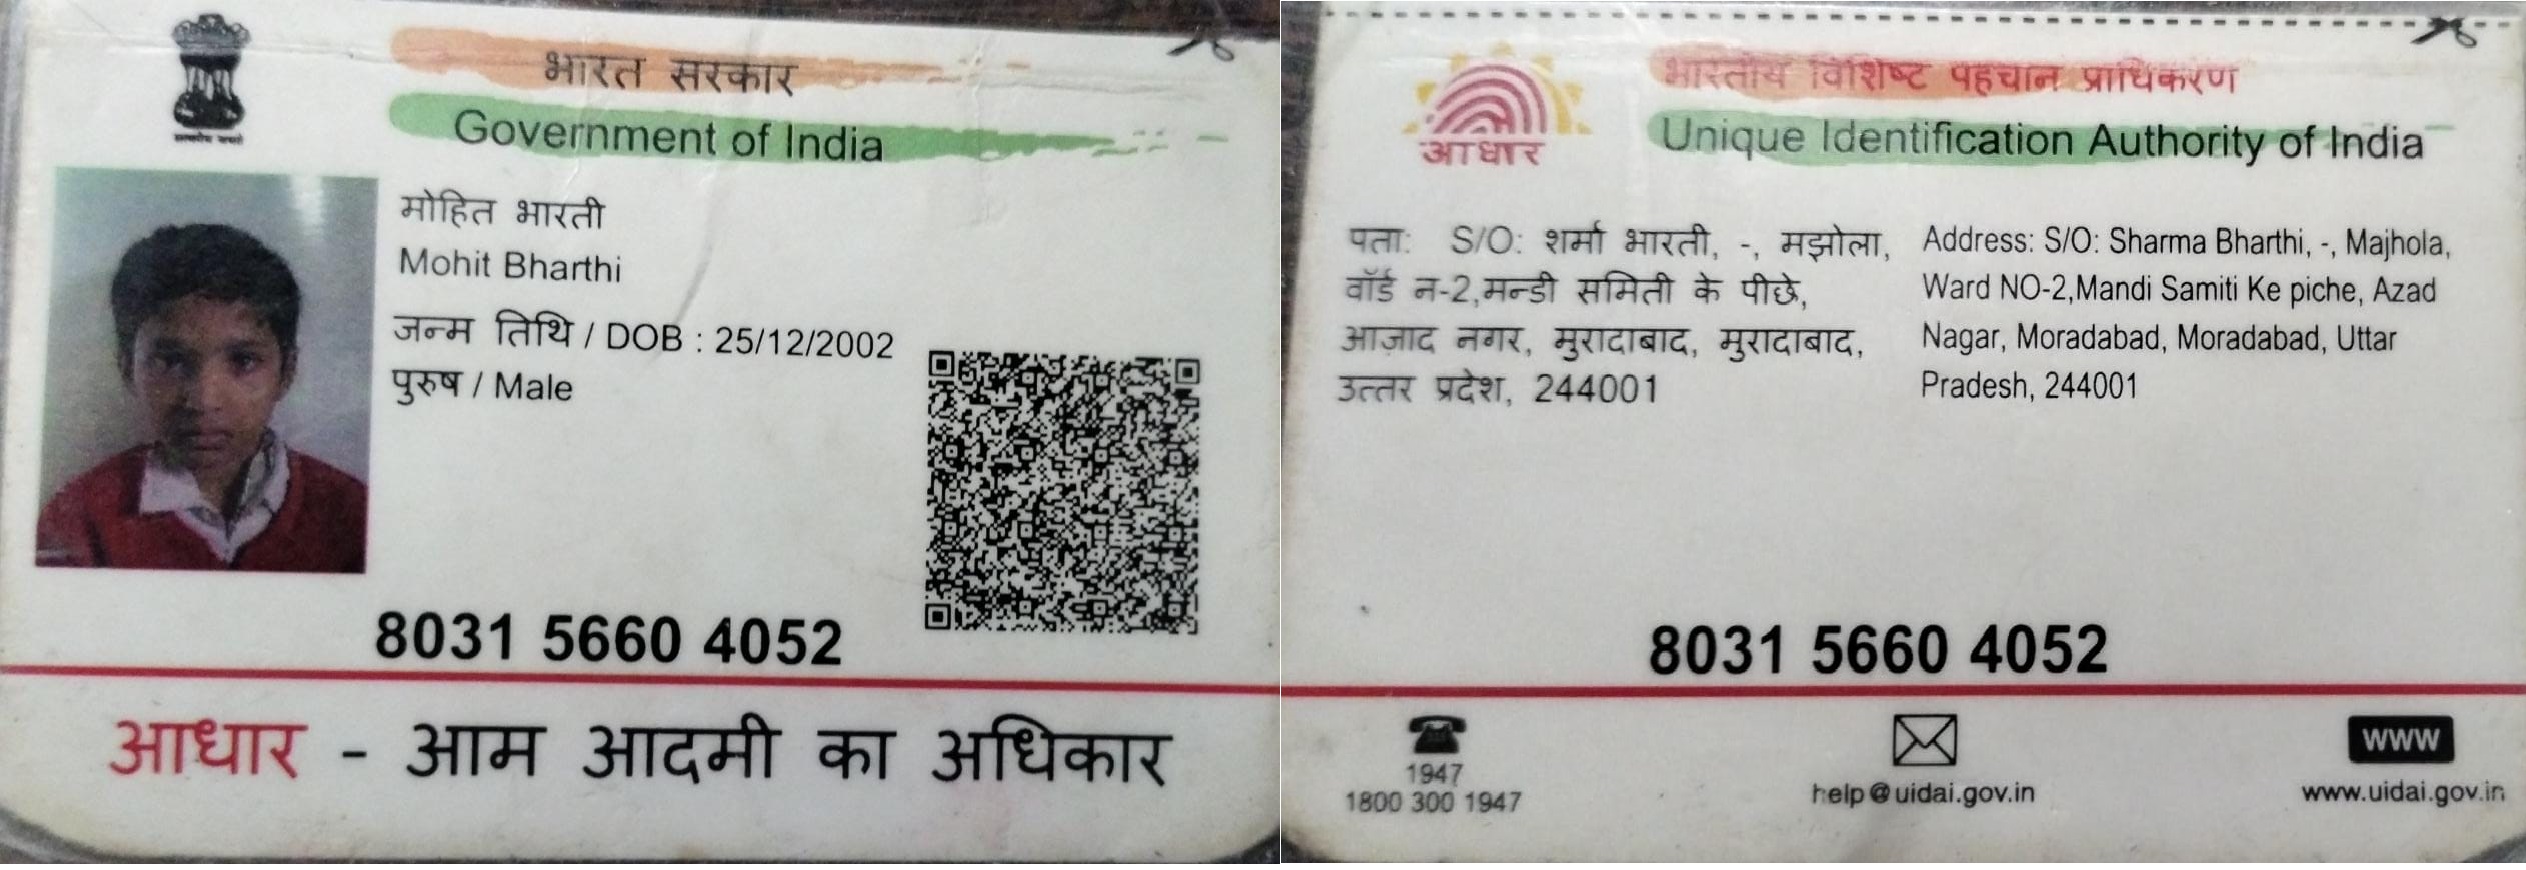 भारत सरकार
Government of India
मोहित भारती
Mohit Bharthi
जन्म तिथि / DOB : 25/12/2002
पुरुष / Male
8031 5660 4052
आधार - आम आदमी का अधिकार
आधार
भारतीय विशिष्ट पहचान प्राधिकरण
Unique Identification Authority of India
पता: S/O: शर्मा भारती, -, मझोला,
वॉर्ड न-2,मन्डी समिती के पीछे,
आज़ाद नगर, मुरादाबाद, मुरादाबाद,
उत्तर प्रदेश, 244001
Address: S/O: Sharma Bharthi, -, Majhola,
Ward NO-2,Mandi Samiti Ke piche, Azad
Nagar, Moradabad, Moradabad, Uttar
Pradesh, 244001
8031 5660 4052
1947
1800 300 1947
help@uidai.gov.in
WWW
www.uidai.gov.in